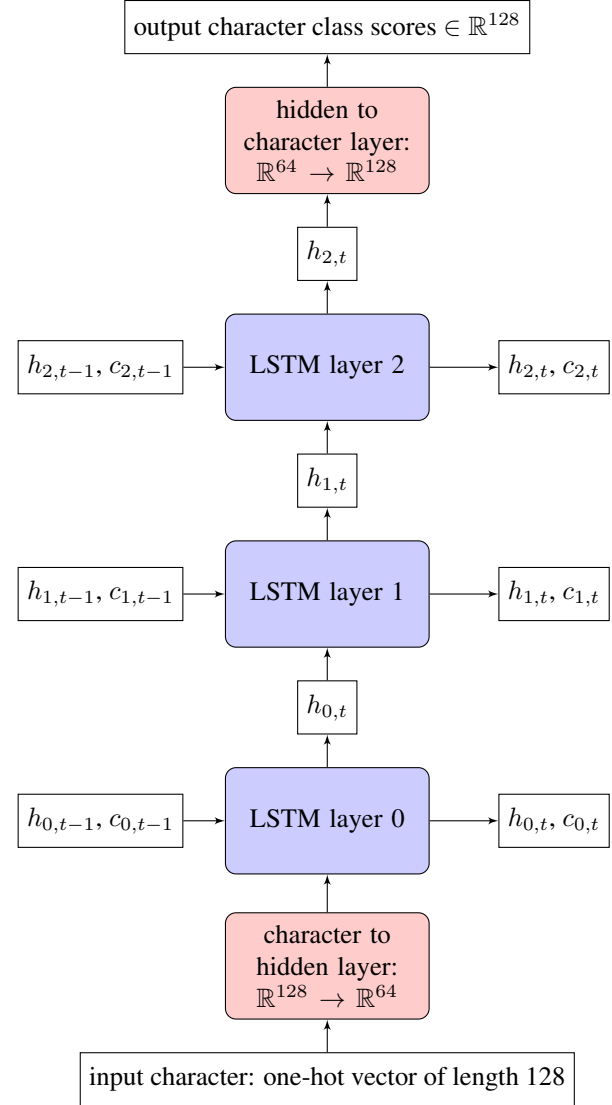 output character class scores ∈ ℝ^128
hidden to
character layer:
ℝ^64 → ℝ^128
h_{2,t}
h_{2,t−1}, c_{2,t−1}
LSTM layer 2
h_{2,t}, c_{2,t}
h_{1,t}
h_{1,t−1}, c_{1,t−1}
LSTM layer 1
h_{1,t}, c_{1,t}
h_{0,t}
h_{0,t−1}, c_{0,t−1}
LSTM layer 0
h_{0,t}, c_{0,t}
character to
hidden layer:
ℝ^128 → ℝ^64
input character: one-hot vector of length 128